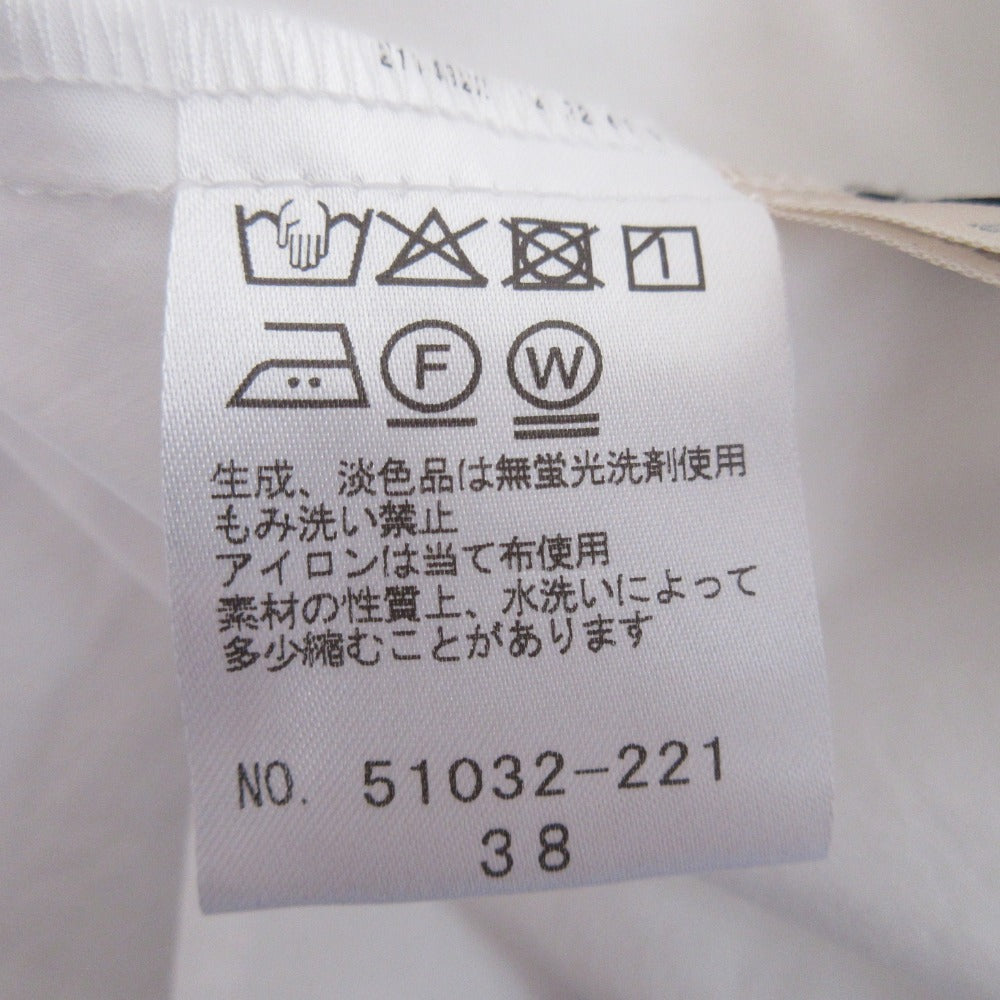 F W
生成、淡色品は無蛍光洗剤使用
もみ洗い禁止
アイロンは当て布使用
素材の性質上、水洗いによって
多少縮むことがあります
NO. 51032-221
38